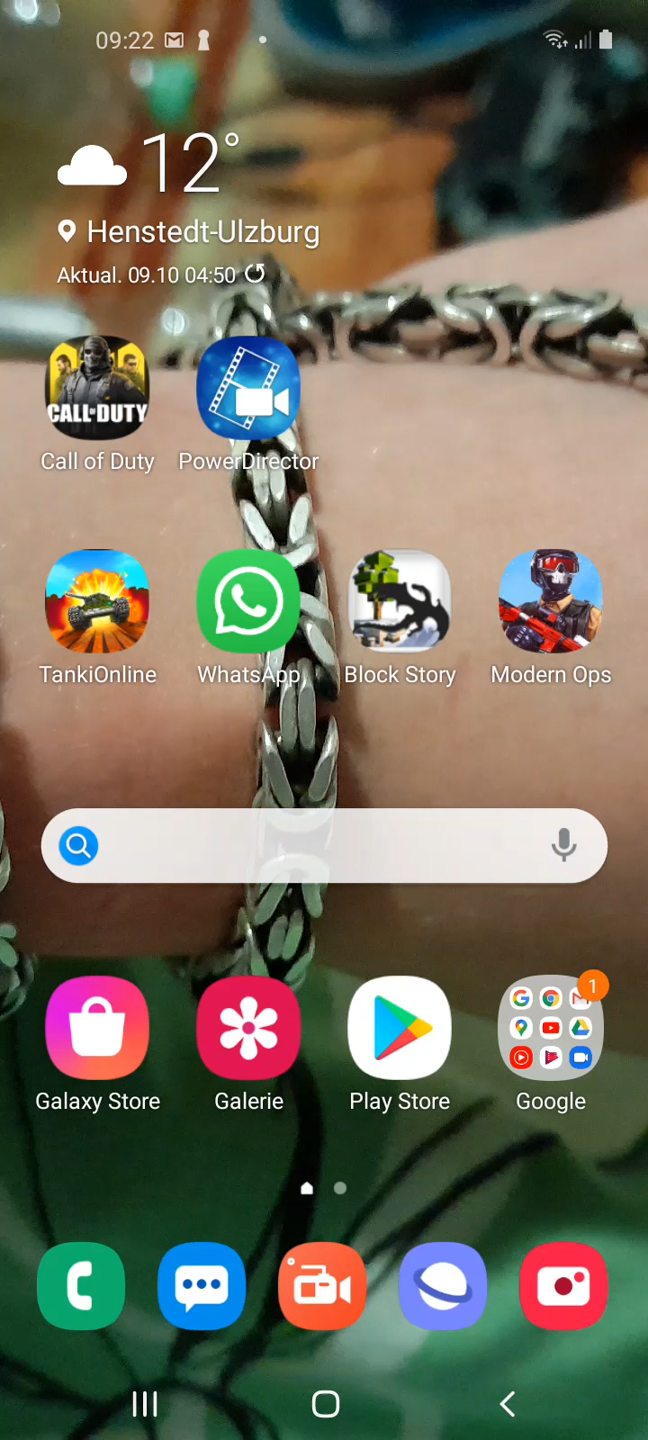 09:22
12°
Henstedt-Ulzburg
Aktual. 09.10 04:50
CALL OF DUTY
Call of Duty
PowerDirector
TankiOnline
WhatsApp
Block Story
Modern Ops
1
Galaxy Store
Galerie
Play Store
Google